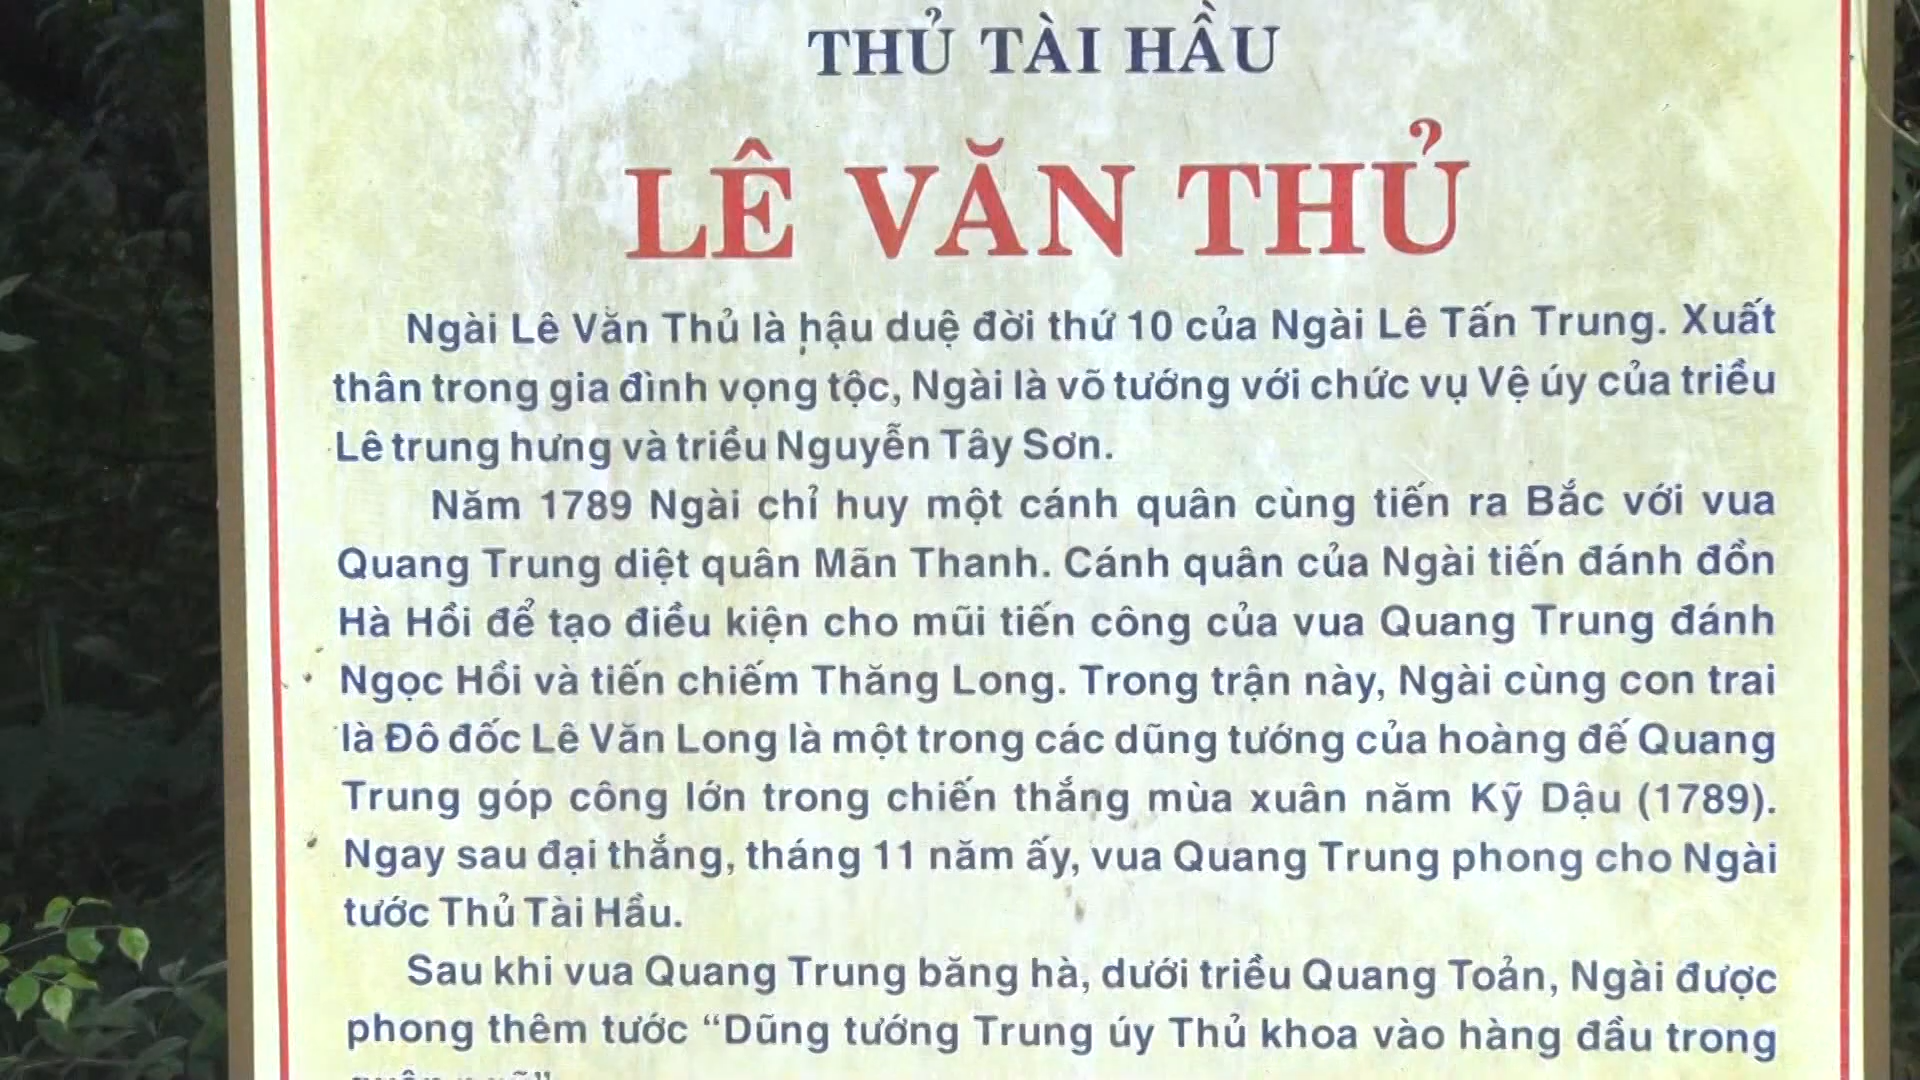 THỦ TÀI HẦU
LÊ VĂN THỦ
Ngài Lê Văn Thủ là hậu duệ đời thứ 10 của Ngài Lê Tấn Trung. Xuất
thân trong gia đình vọng tộc, Ngài là võ tướng với chức vụ Vệ úy của triều
Lê trung hưng và triều Nguyễn Tây Sơn.
Năm 1789 Ngài chỉ huy một cánh quân cùng tiến ra Bắc với vua
Quang Trung diệt quân Mãn Thanh. Cánh quân của Ngài tiến đánh đồn
Hà Hồi để tạo điều kiện cho mũi tiến công của vua Quang Trung đánh
Ngọc Hồi và tiến chiếm Thăng Long. Trong trận này, Ngài cùng con trai
là Đô đốc Lê Văn Long là một trong các dũng tướng của hoàng đế Quang
Trung góp công lớn trong chiến thắng mùa xuân năm Kỹ Dậu (1789).
Ngay sau đại thắng, tháng 11 năm ấy, vua Quang Trung phong cho Ngài
tước Thủ Tài Hầu.
Sau khi vua Quang Trung băng hà, dưới triều Quang Toản, Ngài được
phong thêm tước “Dũng tướng Trung úy Thủ khoa vào hàng đầu trong